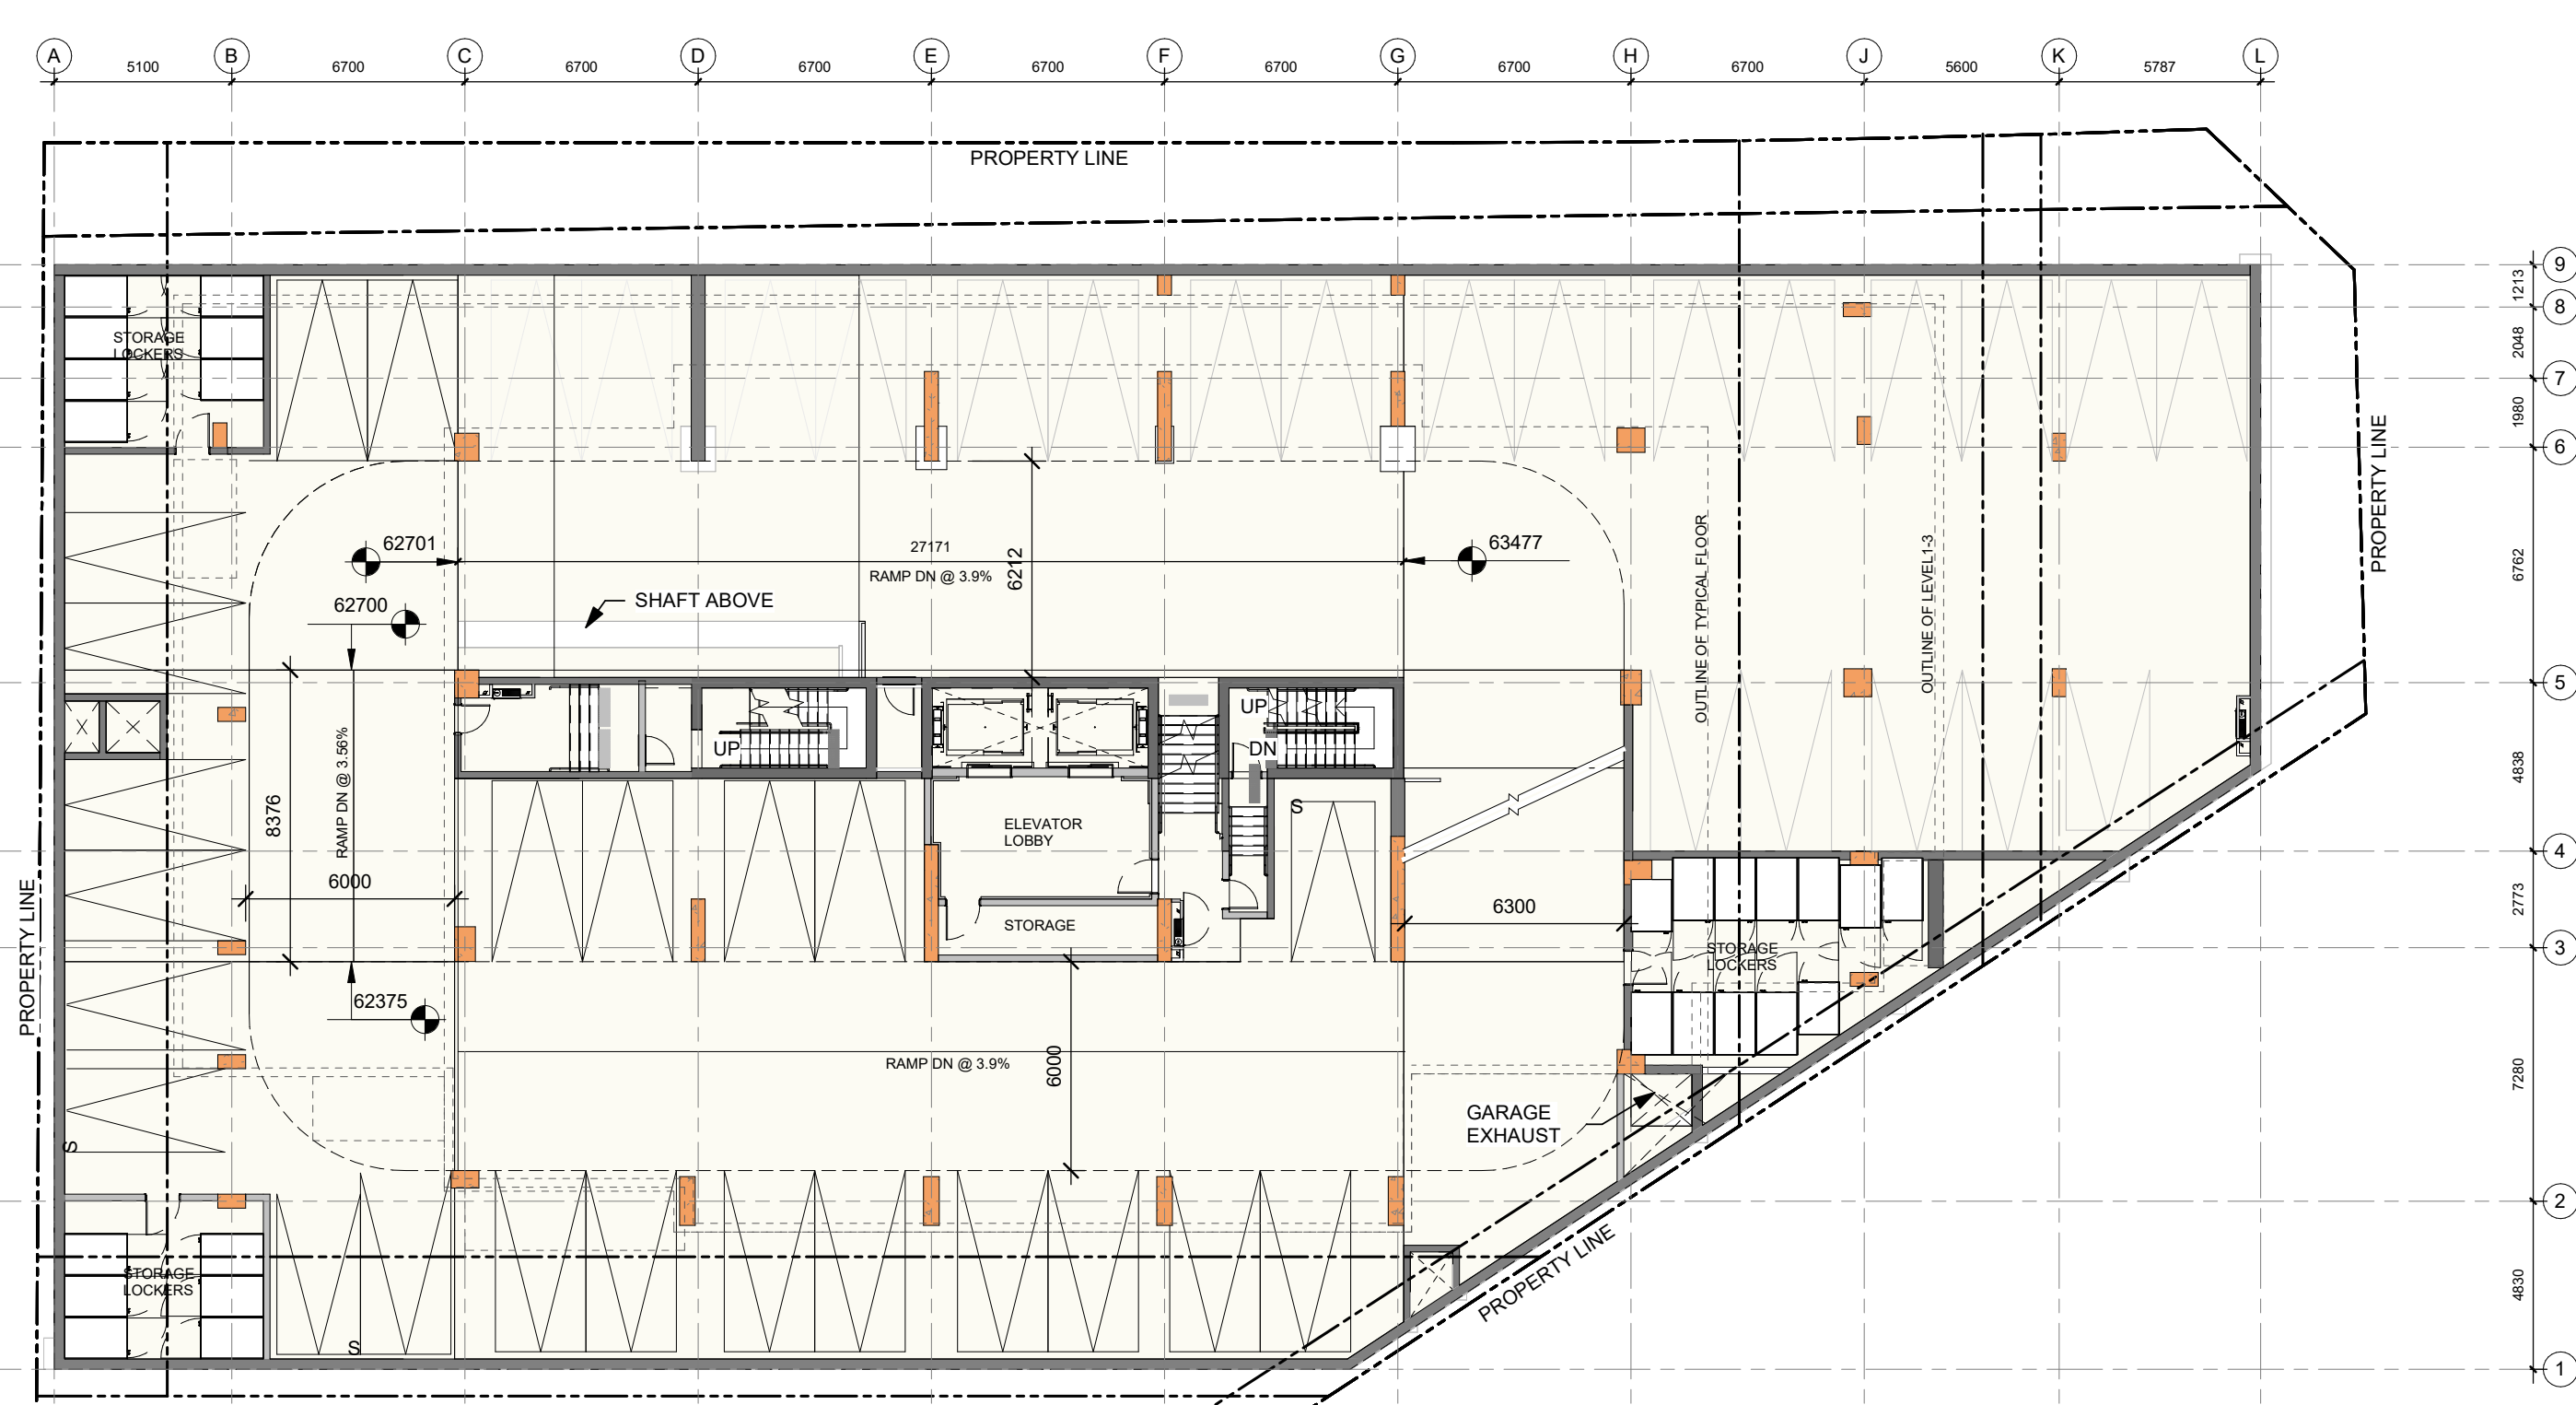 A B C D E F G H J K L
5100 6700 6700 6700 6700 6700 6700 6700 5600 5787
PROPERTY LINE
9
1213
8
2048
7
1980
6
6762
5
4838
4
2773
3
7280
2
4830
1
STORAGE
LOCKERS
PROPERTY LINE
62701
27171
RAMP DN @ 3.9%
6212
63477
OUTLINE OF TYPICAL FLOOR
OUTLINE OF LEVEL1-3
62700
SHAFT ABOVE
UP
UP
DN
RAMP DN @ 3.56%
8376
6000
S
ELEVATOR
LOBBY
STORAGE
6300
STORAGE
LOCKERS
PROPERTY LINE
62375
RAMP DN @ 3.9%
6000
GARAGE
EXHAUST
S
STORAGE
LOCKERS
S
PROPERTY LINE